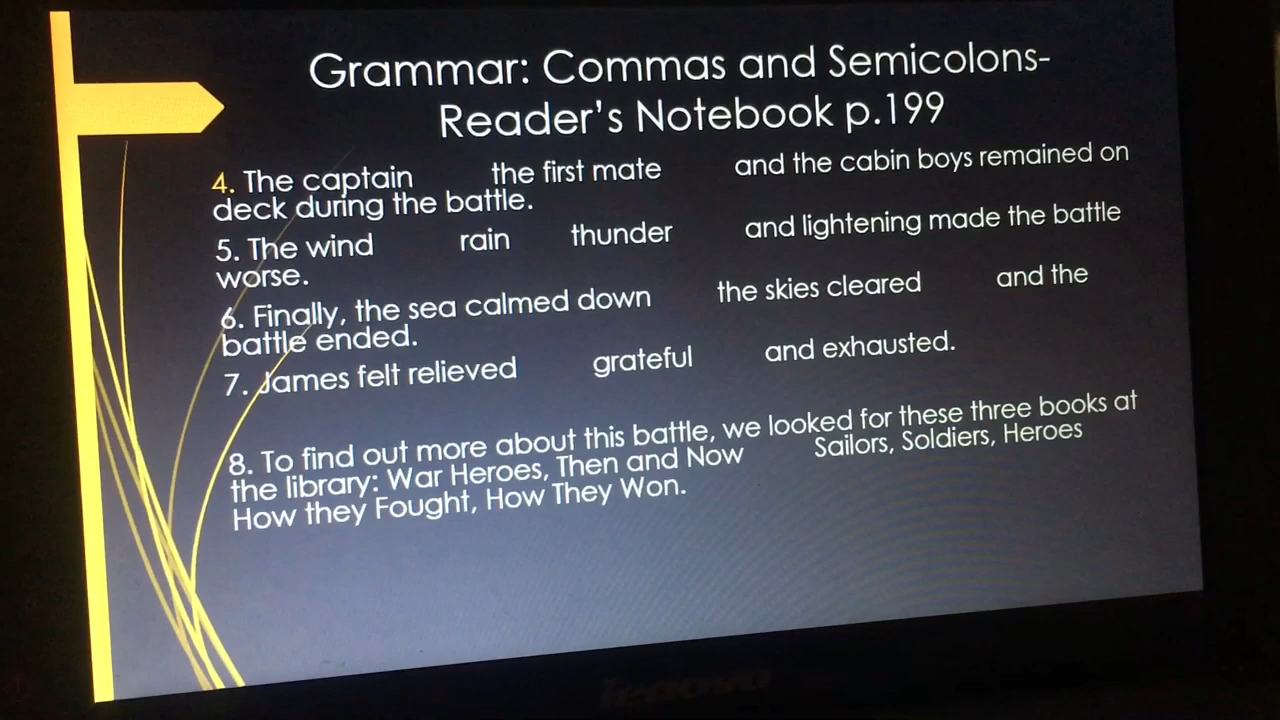 Grammar: Commas and Semicolons-
Reader's Notebook p.199
4. The captain the first mate and the cabin boys remained on
deck during the battle.
5. The wind rain thunder and lightening made the battle
worse.
6. Finally, the sea calmed down the skies cleared and the
battle ended.
7. James felt relieved grateful and exhausted.
8. To find out more about this battle, we looked for these three books at
the library: War Heroes, Then and Now Sailors, Soldiers, Heroes
How they Fought, How They Won.
lenovo